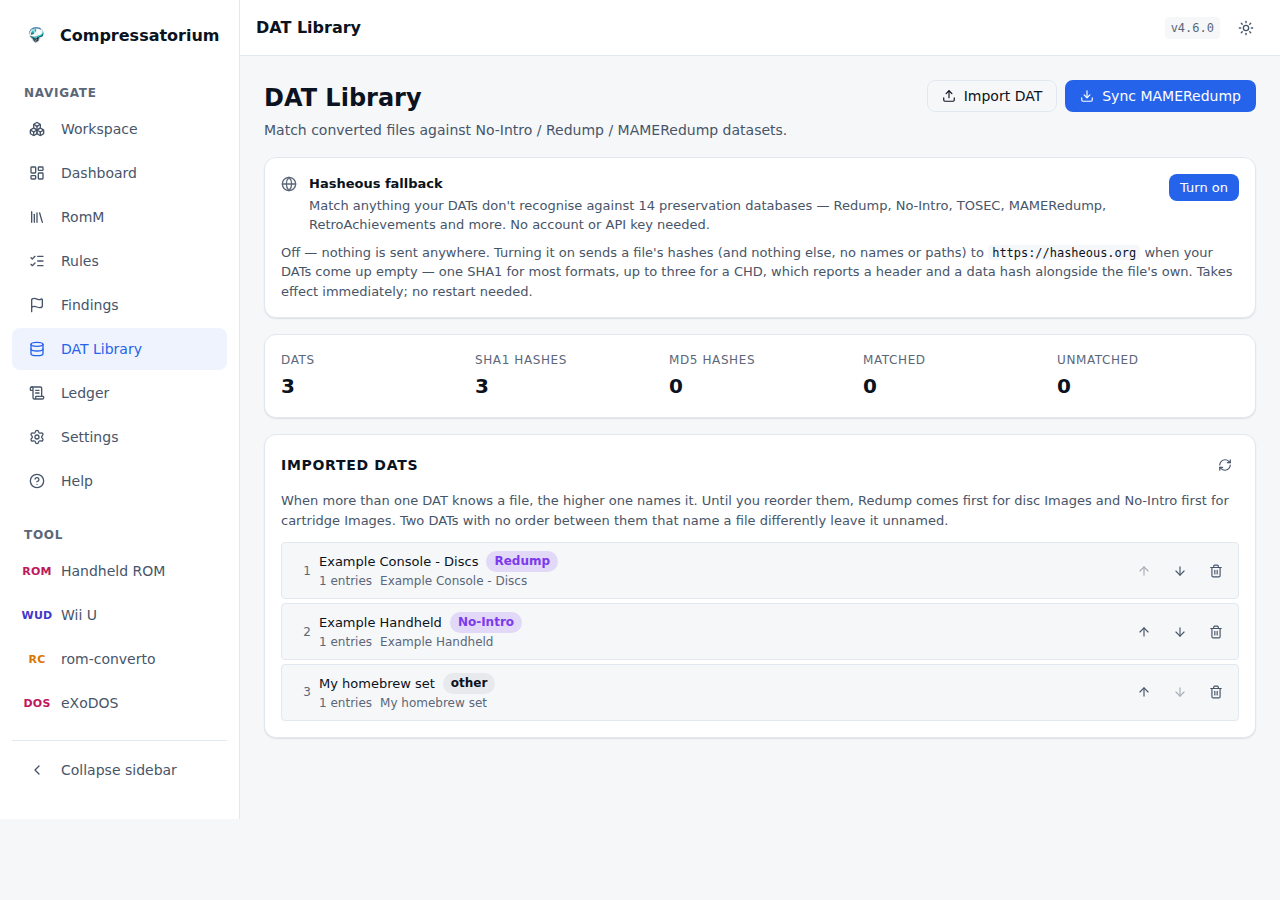 Compressatorium
DAT Library
v4.6.0
NAVIGATE
Workspace
Dashboard
RomM
Rules
Findings
DAT Library
Ledger
Settings
Help
TOOL
ROM Handheld ROM
WUD Wii U
RC rom-converto
DOS eXoDOS
Collapse sidebar
DAT Library
Import DAT
Sync MAMERedump
Match converted files against No-Intro / Redump / MAMERedump datasets.
Hasheous fallback
Turn on
Match anything your DATs don't recognise against 14 preservation databases — Redump, No-Intro, TOSEC, MAMERedump,
RetroAchievements and more. No account or API key needed.
Off — nothing is sent anywhere. Turning it on sends a file's hashes (and nothing else, no names or paths) to https://hasheous.org when your
DATs come up empty — one SHA1 for most formats, up to three for a CHD, which reports a header and a data hash alongside the file's own. Takes
effect immediately; no restart needed.
DATS SHA1 HASHES MD5 HASHES MATCHED UNMATCHED
3 3 0 0 0
IMPORTED DATS
When more than one DAT knows a file, the higher one names it. Until you reorder them, Redump comes first for disc Images and No-Intro first for
cartridge Images. Two DATs with no order between them that name a file differently leave it unnamed.
1 Example Console - Discs Redump
1 entries Example Console - Discs
2 Example Handheld No-Intro
1 entries Example Handheld
3 My homebrew set other
1 entries My homebrew set